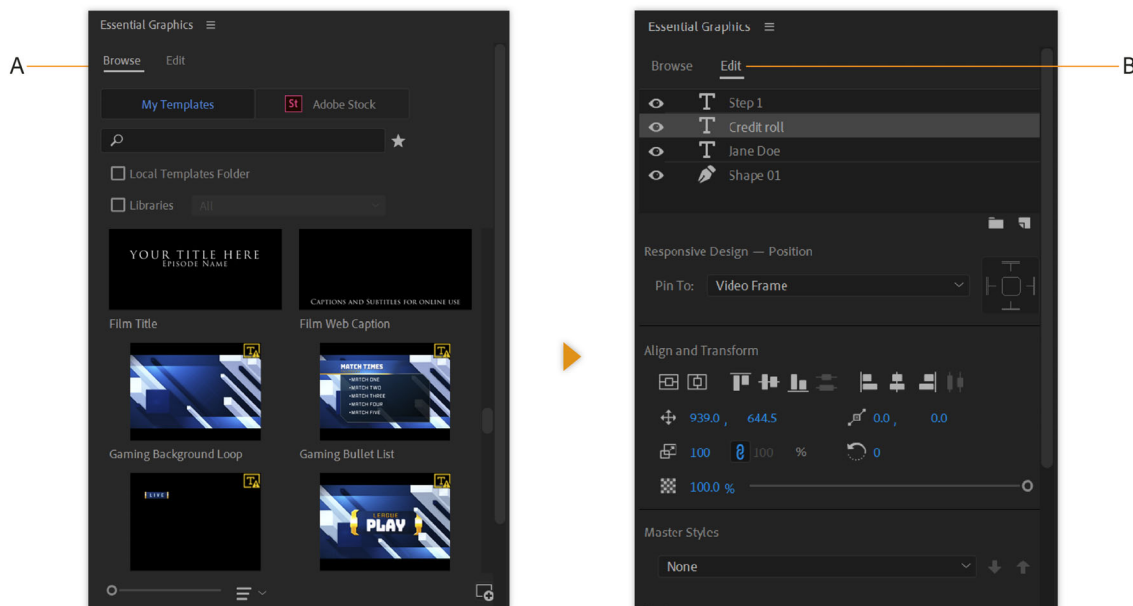 Essential Graphics
A
Browse Edit
My Templates St Adobe Stock
Local Templates Folder
Libraries All
YOUR TITLE HERE
EPISODE NAME
CAPTIONS AND SUBTITLES FOR ONLINE USE
Film Title Film Web Caption
MATCH TIMES
•MATCH ONE
•MATCH TWO
•MATCH THREE
•MATCH FOUR
•MATCH FIVE
Gaming Background Loop Gaming Bullet List
LIVE
LEAGUE
PLAY
Essential Graphics
Browse Edit
B
Step 1
Credit roll
Jane Doe
Shape 01
Responsive Design — Position
Pin To: Video Frame
Align and Transform
939.0 , 644.5 0.0 , 0.0
100 100 % 0
100.0 %
Master Styles
None